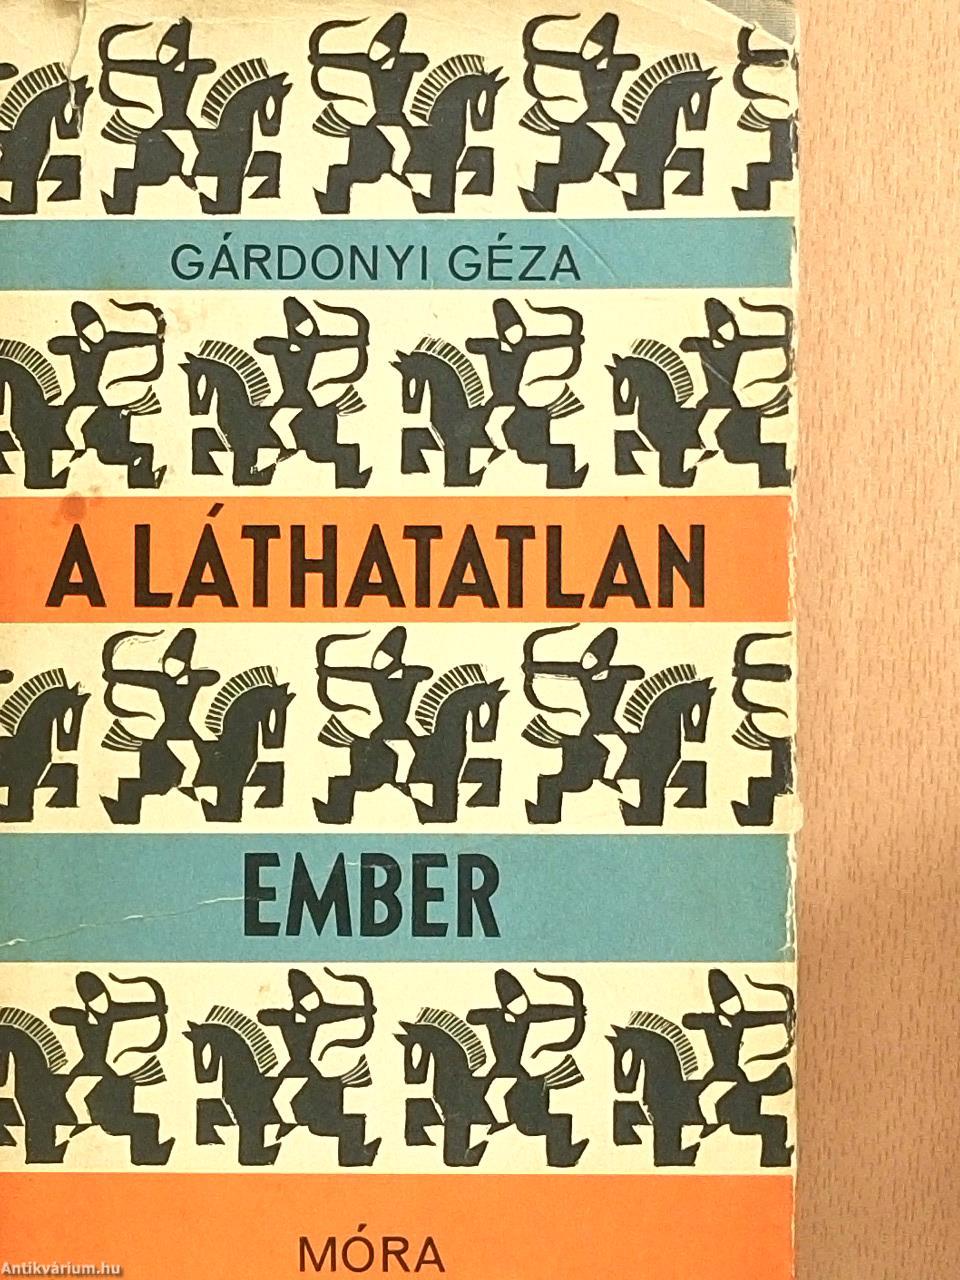 GÁRDONYI GÉZA
A LÁTHATATLAN
EMBER
MÓRA
Antikvárium.hu